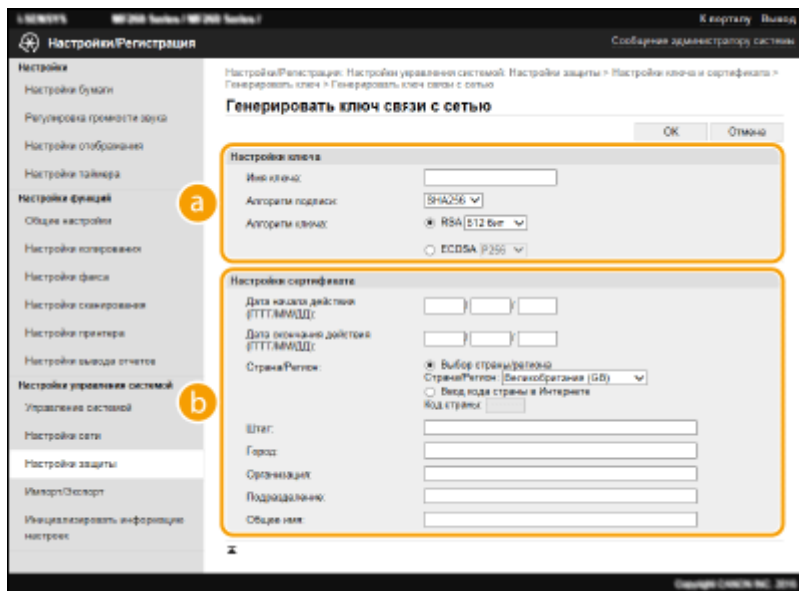 К порталу Выход
Настройки/Регистрация
Сообщение администратору системы
Настройки
Настройки бумаги
Регулировка громкости звука
Настройки отображения
Настройки таймера
Настройки функций
Общие настройки
Настройки копирования
Настройки факса
Настройки сканирования
Настройки принтера
Настройки вывода отчетов
Настройки управления системой
Управление системой
Настройки сети
Настройки защиты
Импорт/Экспорт
Инициализировать информацию
настроек
Настройки/Регистрация: Настройки управления системой: Настройки защиты > Настройки ключа и сертификата >
Генерировать ключ > Генерировать ключ связи с сетью
Генерировать ключ связи с сетью
OK Отмена
a
Настройки ключа
Имя ключа:
Алгоритм подписи: SHA256
Алгоритм ключа: RSA 512 бит
ECDSA P256
b
Настройки сертификата
Дата начала действия
(ГГГГ/ММ/ДД): / /
Дата окончания действия
(ГГГГ/ММ/ДД): / /
Страна/Регион: Выбор страны/региона
Страна/Регион: Великобритания (GB)
Ввод кода страны в Интернете
Код страны:
Штат:
Город:
Организация:
Подразделение:
Общее имя:
Copyright CANON INC. 2016